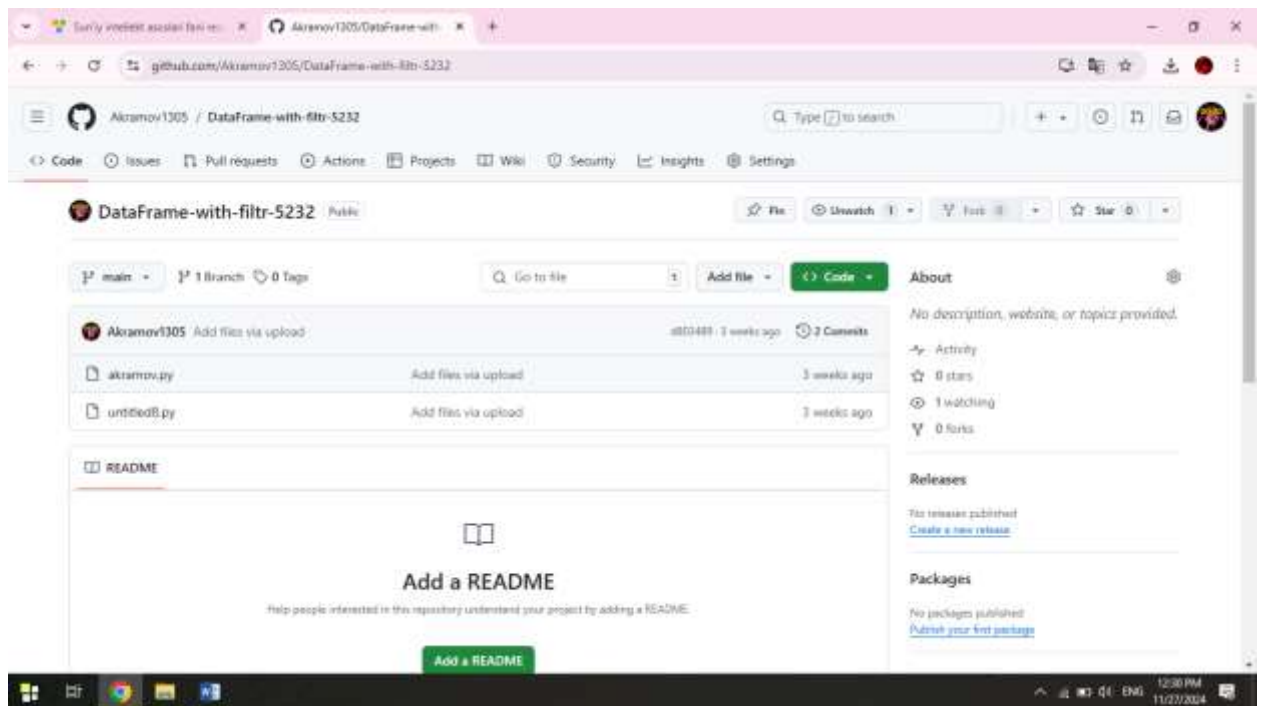 Akramov1305/DataFrame-with-
github.com/Akramov1305/DataFrame-with-filtr-5232
Akramov1305 / DataFrame-with-filtr-5232
Type / to search
Code Issues Pull requests Actions Projects Wiki Security Insights Settings
DataFrame-with-filtr-5232 Public
Pin Unwatch 1 Fork 0 Star 0
main 1 Branch 0 Tags
Go to file t Add file Code
Akramov1305 Add files via upload
3 weeks ago 2 Commits
akramov.py Add files via upload 3 weeks ago
untitled8.py Add files via upload 3 weeks ago
README
Add a README
Help people interested in this repository understand your project by adding a README.
Add a README
About
No description, website, or topics provided.
Activity
0 stars
1 watching
0 forks
Releases
No releases published
Create a new release
Packages
No packages published
Publish your first package
ENG
12:30 PM
11/27/2024